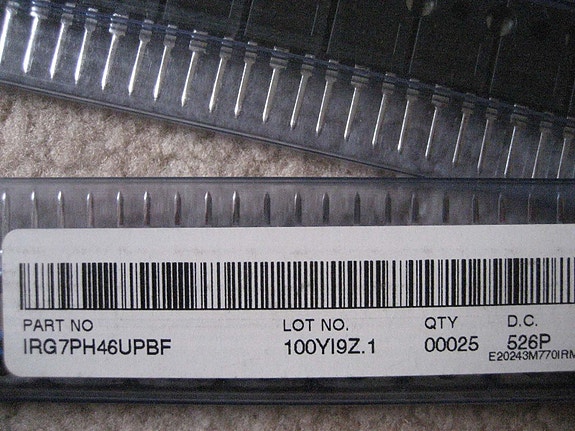 PART NO LOT NO. QTY D.C.
IRG7PH46UPBF 100YI9Z.1 00025 526P
E20243M770IRM